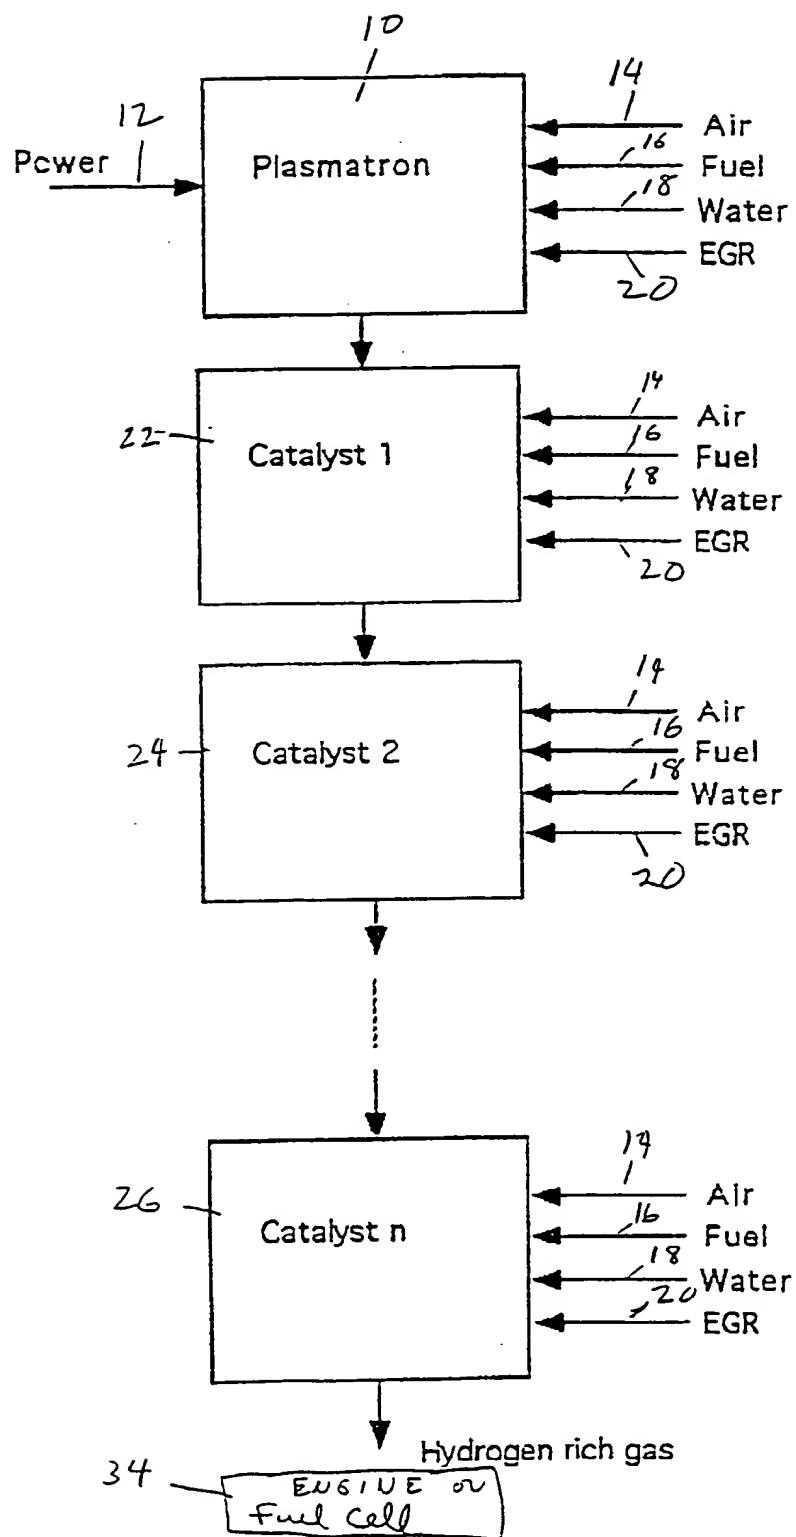 10
12
14
Air
Power
Plasmatron
16
Fuel
18
Water
EGR
20
14
Air
22
Catalyst 1
16
Fuel
18
Water
EGR
20
14
Air
24
Catalyst 2
16
Fuel
18
Water
EGR
20
14
Air
26
Catalyst n
16
Fuel
18
Water
20
EGR
Hydrogen rich gas
34
ENGINE or
Fuel Cell